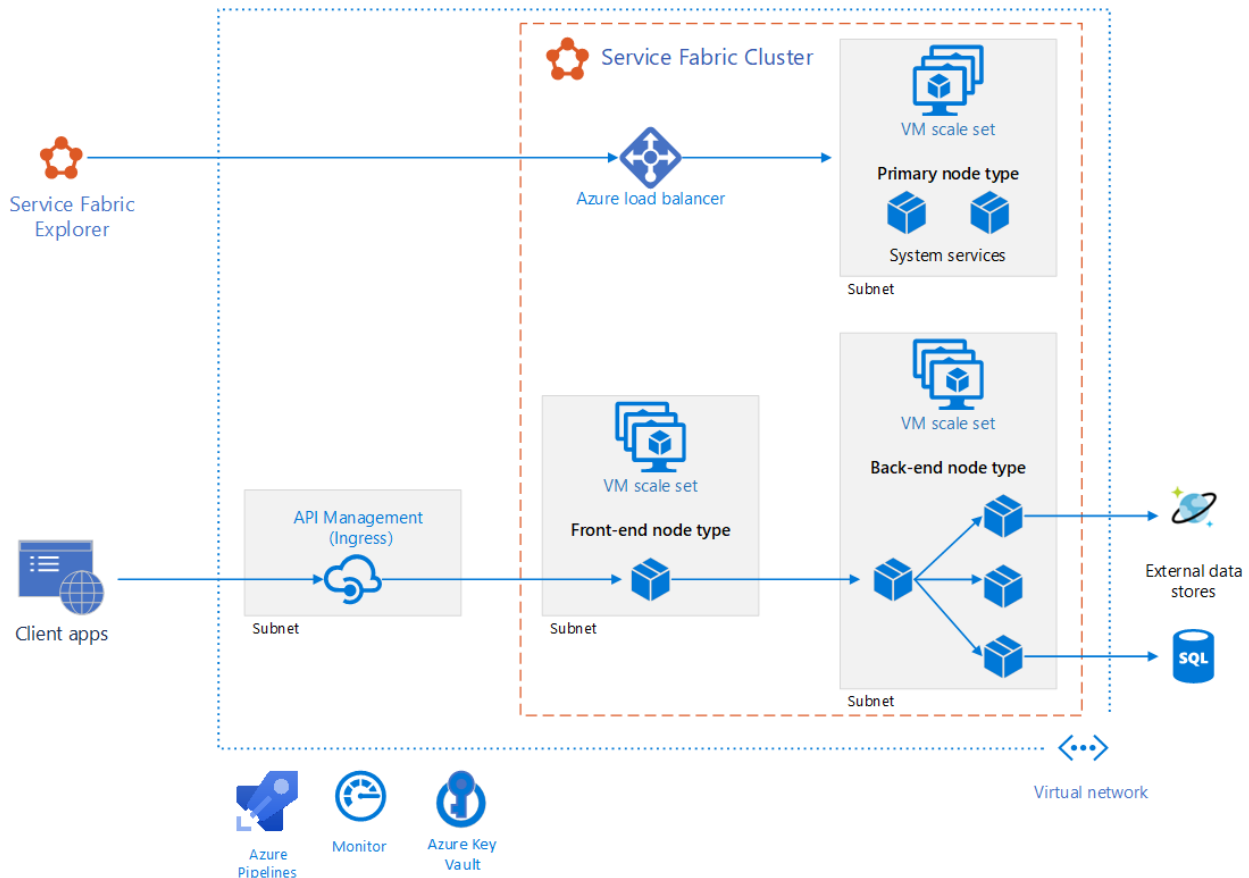 Service Fabric Cluster
VM scale set
Primary node type
System services
Subnet
Azure load balancer
Service Fabric
Explorer
VM scale set
Back-end node type
VM scale set
Front-end node type
Subnet
API Management
(Ingress)
Subnet
Client apps
External data
stores
SQL
Subnet
Virtual network
Azure
Pipelines
Monitor
Azure Key
Vault